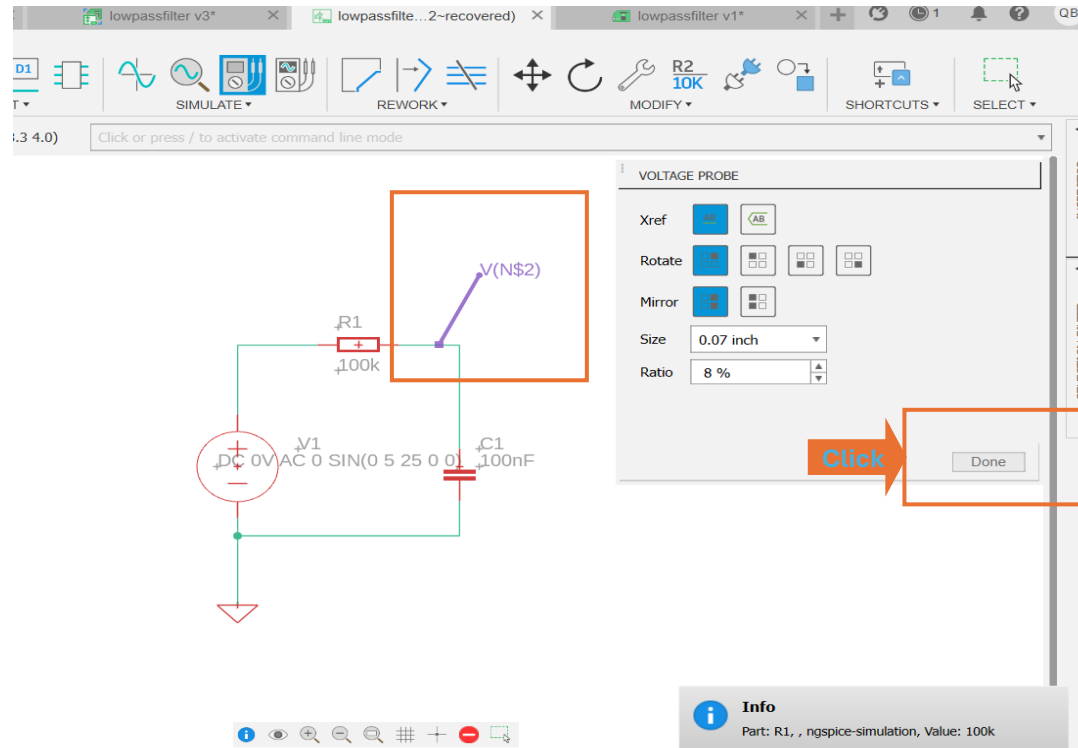 lowpassfilter v3*
lowpassfilte...2~recovered)
lowpassfilter v1*
1
QB
D1
R2
10K
T
SIMULATE
REWORK
MODIFY
SHORTCUTS
SELECT
.3 4.0)
Click or press / to activate command line mode
VOLTAGE PROBE
Xref
AB
AB
Rotate
Mirror
Size
0.07 inch
Ratio
8 %
Click
Done
V(N$2)
R1
100k
V1
DC 0V AC 0 SIN(0 5 25 0 0)
C1
100nF
Info
Part: R1, , ngspice-simulation, Value: 100k